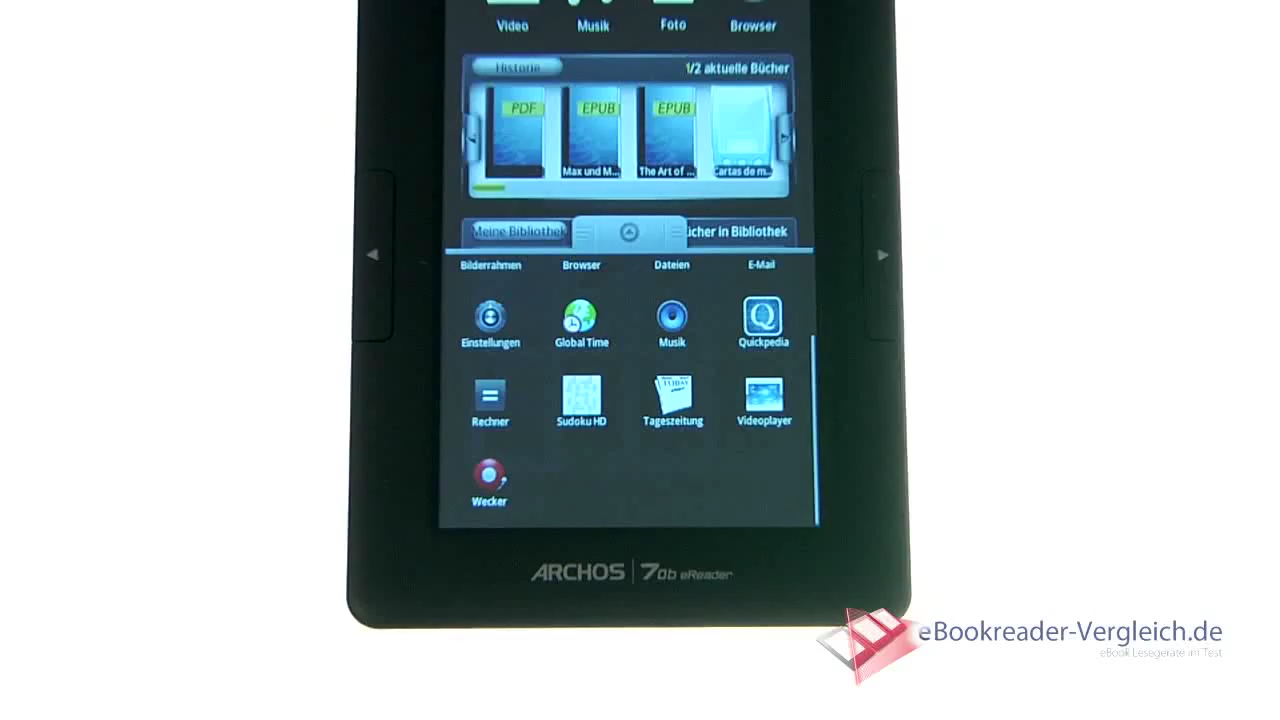 Video Musik Foto Browser
Historie 1/2 aktuelle Bücher
PDF EPUB EPUB
Max und M... The Art of ... Cartas de m...
Meine Bibliothek ücher in Bibliothek
Bilderrahmen Browser Dateien E-Mail
Einstellungen Global Time Musik Quickpedia
TODAY
Rechner Sudoku HD Tageszeitung Videoplayer
Wecker
ARCHOS 70b eReader
eBookreader-Vergleich.de
eBook Lesegeräte im Test